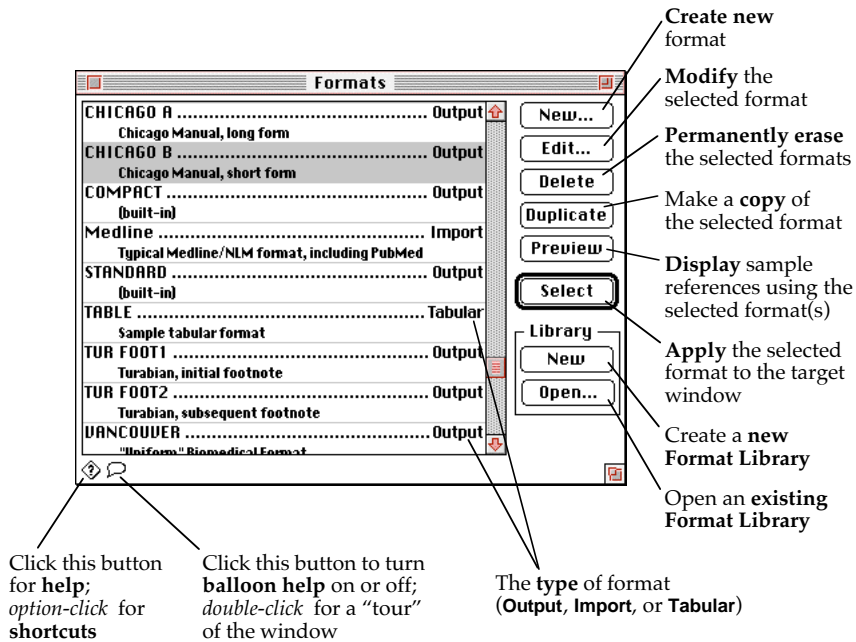 Create new
format
Formats
Modify the
selected format
CHICAGO A ........................................ Output
Chicago Manual, long form
New...
CHICAGO B ........................................ Output
Chicago Manual, short form
Edit...
Permanently erase
the selected formats
COMPACT ........................................ Output
(built-in)
Delete
Make a copy of
the selected format
Medline ........................................ Import
Typical Medline/NLM format, including PubMed
Duplicate
STANDARD ........................................ Output
(built-in)
Preview
Display sample
references using the
selected format(s)
TABLE ........................................ Tabular
Sample tabular format
Select
Apply the selected
format to the target
window
TUR FOOT1 ........................................ Output
Turabian, initial footnote
Library
New
TUR FOOT2 ........................................ Output
Turabian, subsequent footnote
Open...
VANCOUVER ........................................ Output
"Uniform" Biomedical Format
Create a new
Format Library
Open an existing
Format Library
Click this button
for help;
option-click for
shortcuts
Click this button to turn
balloon help on or off;
double-click for a “tour”
of the window
The type of format
(Output, Import, or Tabular)